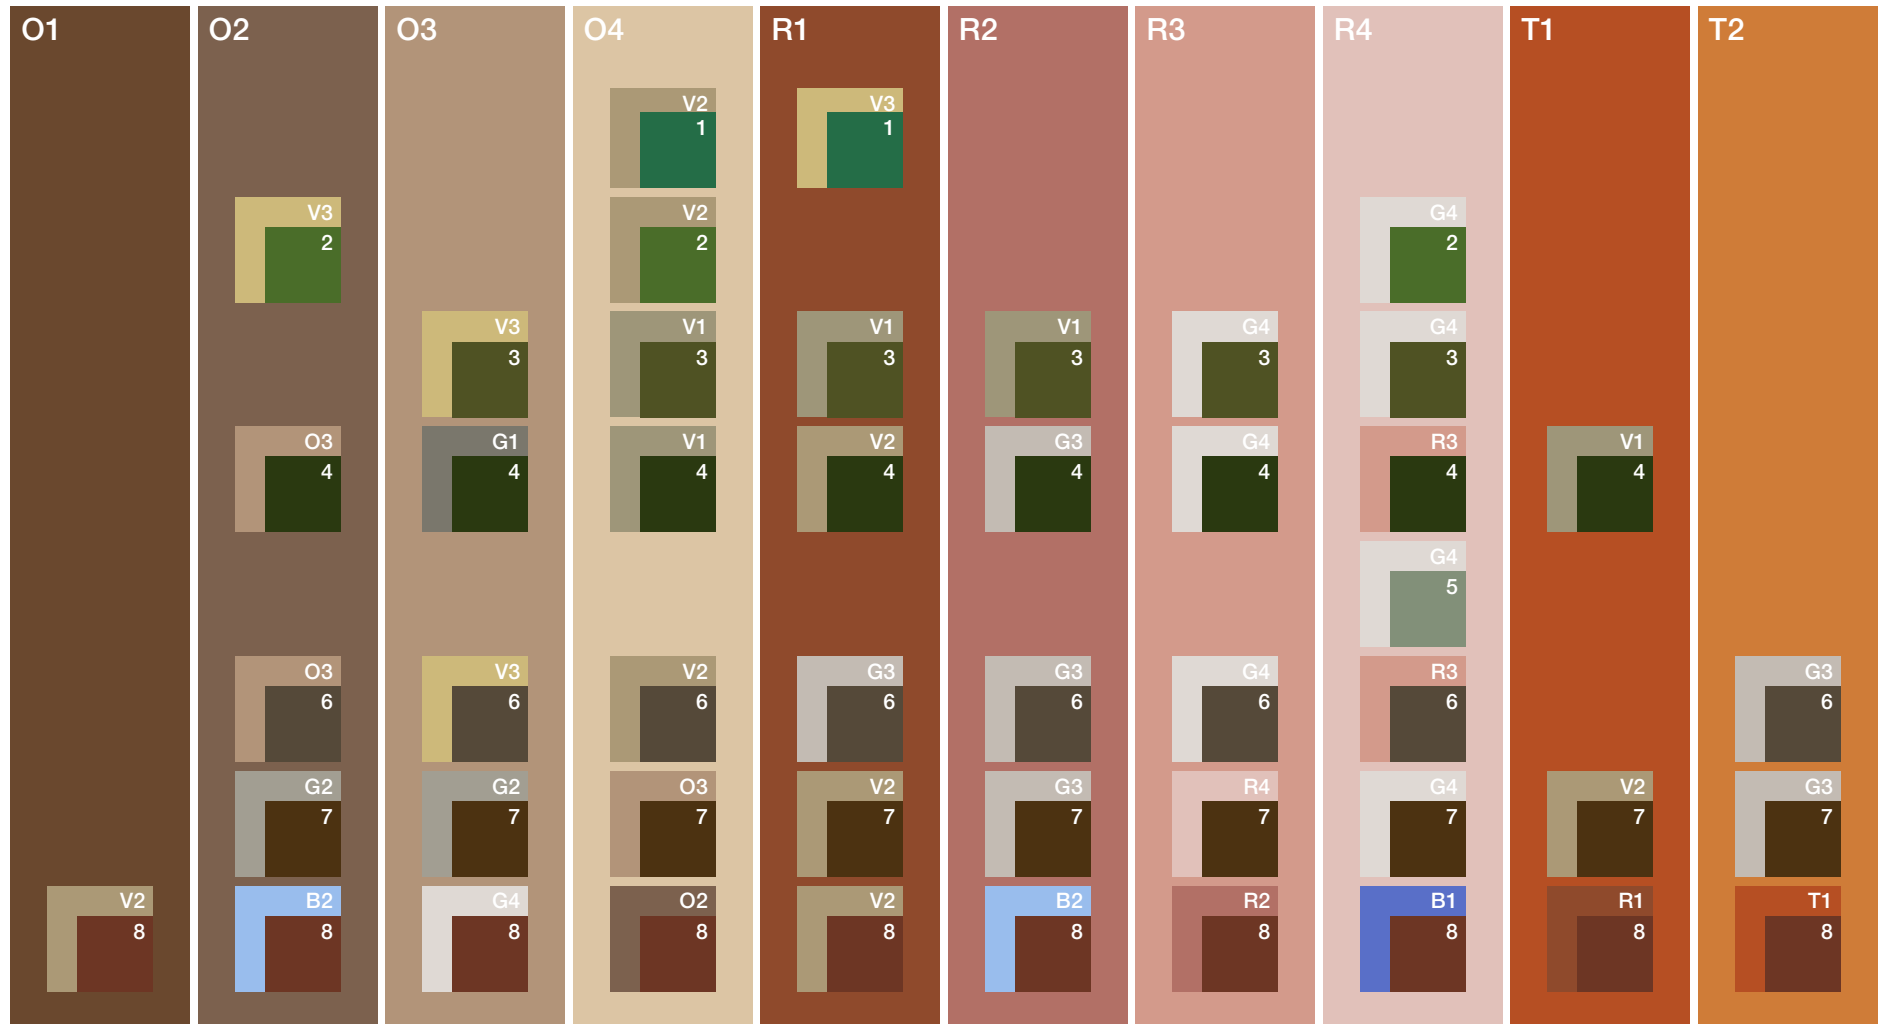 O1 O2 O3 O4 R1 R2 R3 R4 T1 T2
V2 V3
1 1
V3 V2 G4
2 2 2
V3 V1 V1 V1 G4 G4
3 3 3 3 3 3
O3 G1 V1 V2 G3 G4 R3 V1
4 4 4 4 4 4 4 4
G4
5
O3 V3 V2 G3 G3 G4 R3 G3
6 6 6 6 6 6 6 6
G2 G2 O3 V2 G3 R4 G4 V2 G3
7 7 7 7 7 7 7 7 7
V2 B2 G4 O2 V2 B2 R2 B1 R1 T1
8 8 8 8 8 8 8 8 8 8